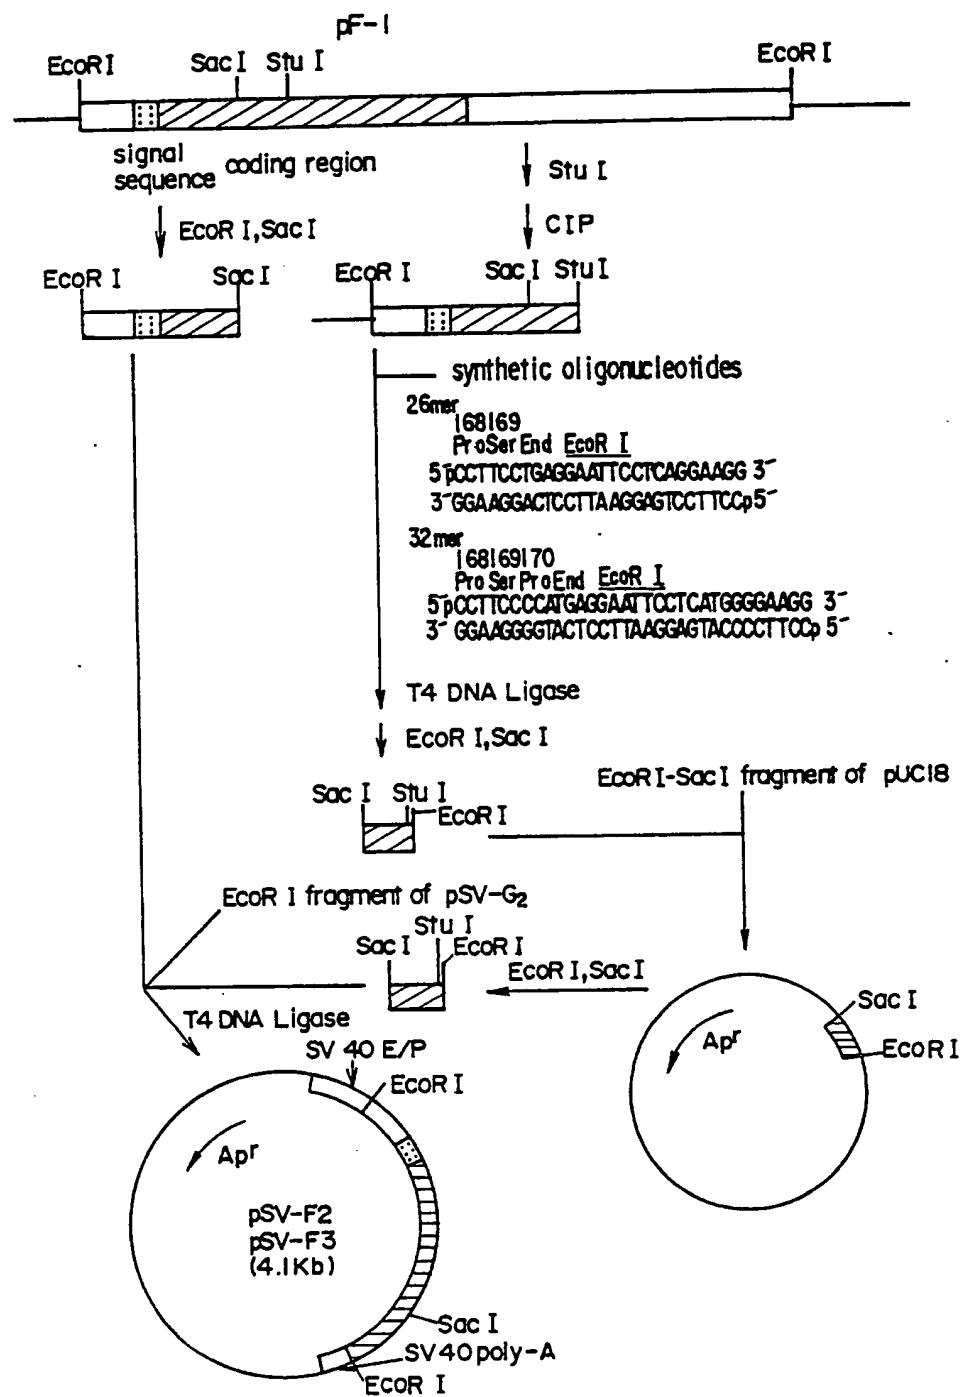 pF-1
EcoR I
Sac I
Stu I
EcoR I
signal
sequence
coding region
Stu I
EcoR I, Sac I
CIP
EcoR I
Sac I
EcoR I
Sac I
Stu I
synthetic oligonucleotides
26mer
168169
ProSerEnd EcoR I
5'pCCTTCCTGAGGAATTCCTCAGGAAGG 3'
3'GGAAGGACTCCTTAAGGAGTCCTTCCp5'
32mer
168169170
Pro Ser Pro End EcoR I
5'pCCTTCCCCATGAGGAATTCCTCATGGGGAAGG 3'
3' GGAAGGGGTACTCCTTAAGGAGTACCCCTTCCp 5'
T4 DNA Ligase
EcoR I, Sac I
EcoR I-Sac I fragment of pUC18
Sac I
Stu I
EcoR I
EcoR I fragment of pSV-G2
Stu I
Sac I
EcoR I
EcoR I, Sac I
T4 DNA Ligase
Sac I
Apr
EcoR I
SV 40 E/P
EcoR I
Apr
pSV-F2
pSV-F3
(4.1Kb)
Sac I
SV 40 poly-A
EcoR I